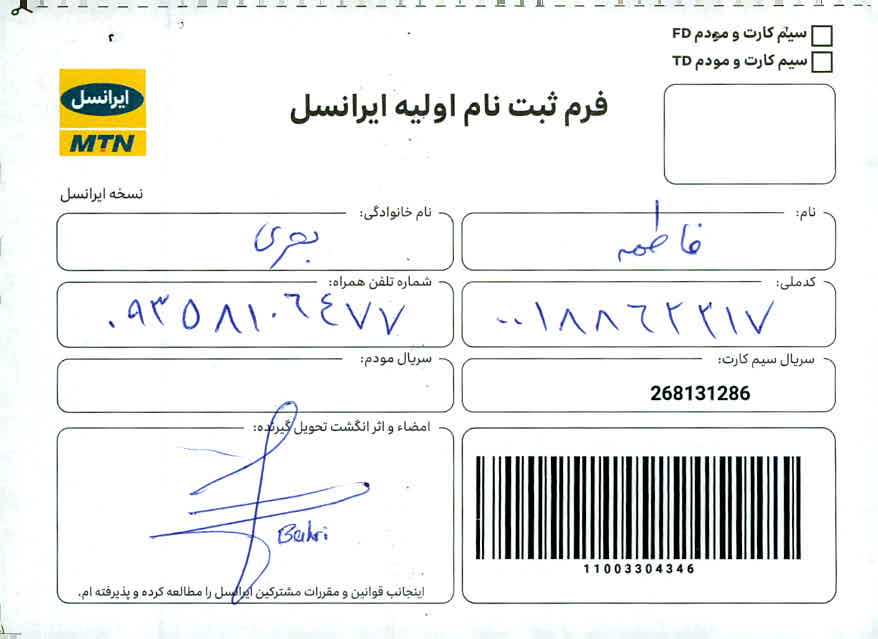 ۲
سیم کارت و مودم FD
سیم کارت و مودم TD
ایرانسل
MTN
فرم ثبت نام اولیه ایرانسل
نسخه ایرانسل
نام: فاطمه
نام خانوادگی: بحری
کدملی: ۰۰۱۸۸۶۲۲۱۷
شماره تلفن همراه: ۰۹۳۵۸۱۰۶۴۷۷
سریال سیم کارت: 268131286
سریال مودم:
امضاء و اثر انگشت تحویل گیرنده:
Bahri
11003304346
اینجانب قوانین و مقررات مشترکین ایرانسل را مطالعه کرده و پذیرفته ام.